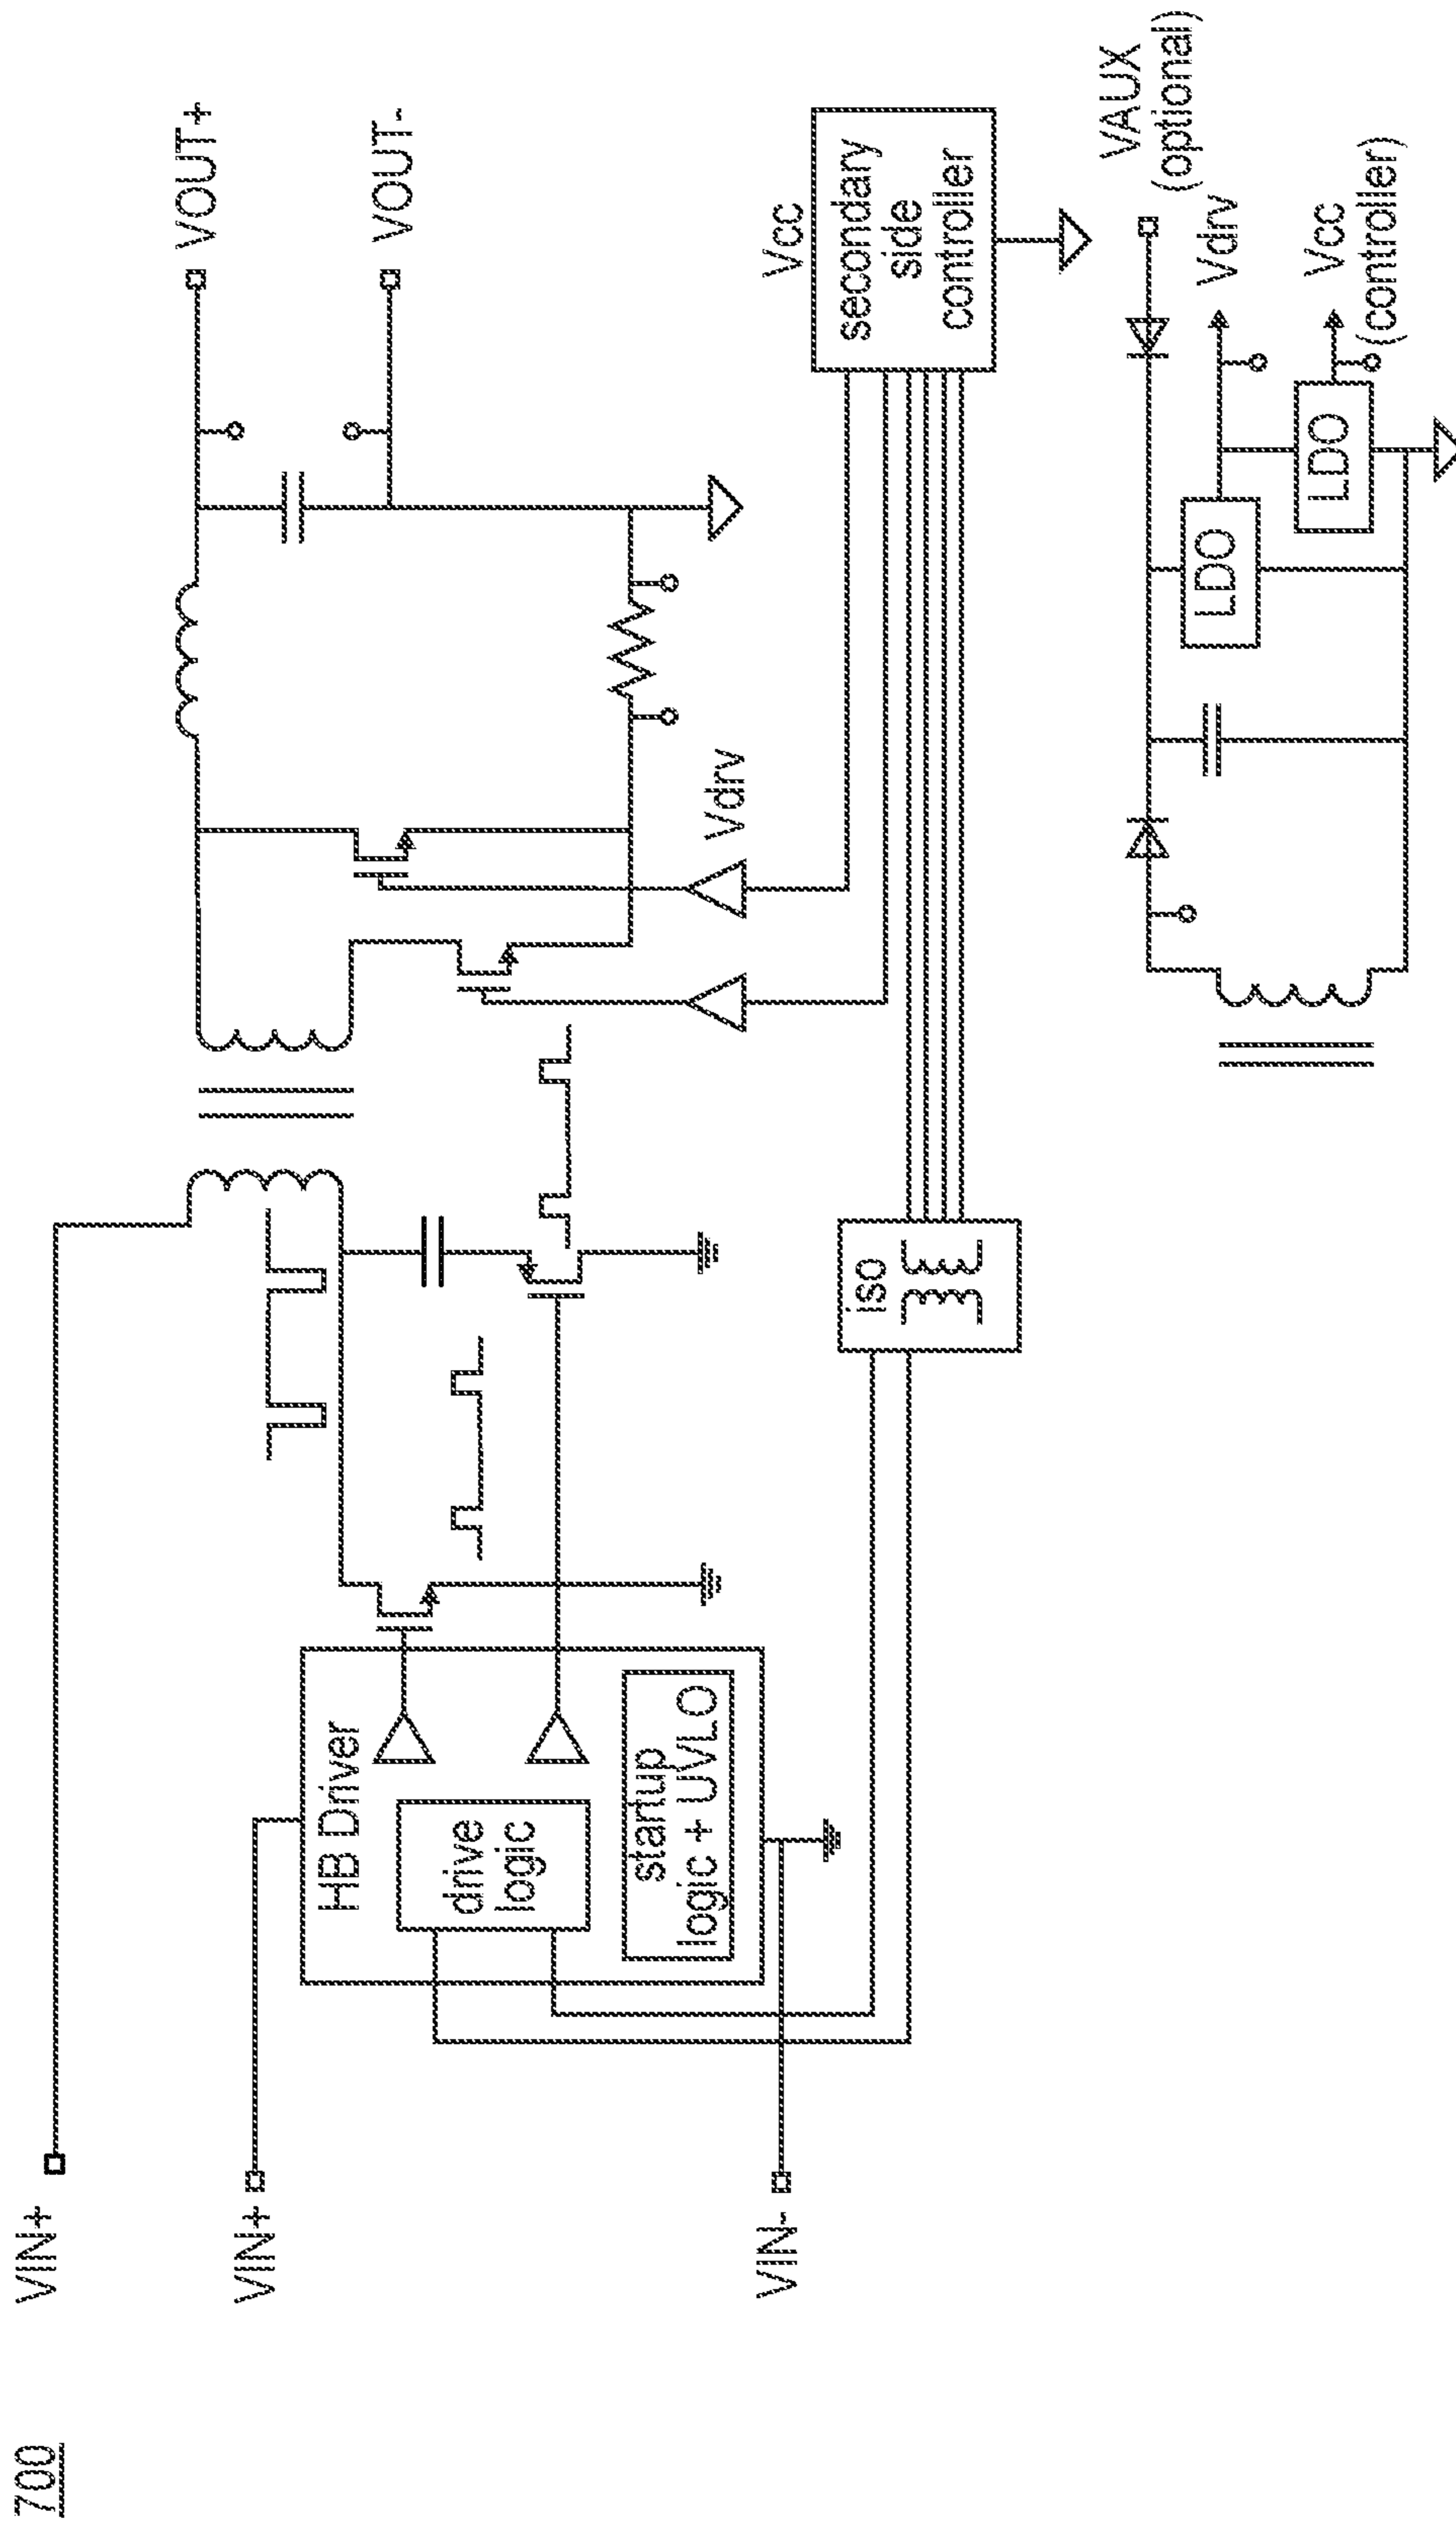 700
VIN+
VIN+
VIN-
HB Driver
drive
logic
startup
logic + UVLO
iso
Vdrv
VOUT+
VOUT-
Vcc
secondary
side
controller
LDO
LDO
VAUX
(optional)
Vdrv
Vcc
(controller)